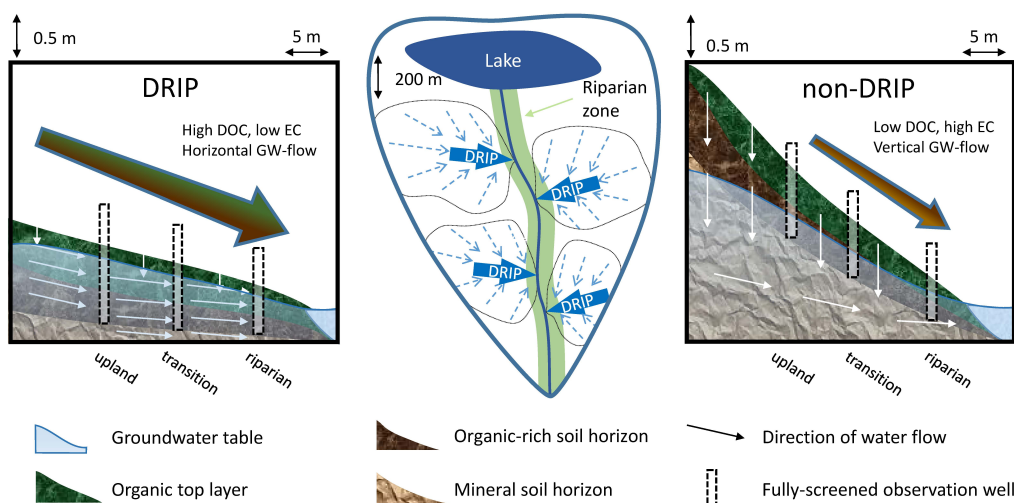 0.5 m
5 m
DRIP
High DOC, low EC
Horizontal GW-flow
upland
transition
riparian
Lake
200 m
Riparian
zone
DRIP
DRIP
DRIP
DRIP
0.5 m
5 m
non-DRIP
Low DOC, high EC
Vertical GW-flow
upland
transition
riparian
Groundwater table
Organic-rich soil horizon
Direction of water flow
Organic top layer
Mineral soil horizon
Fully-screened observation well